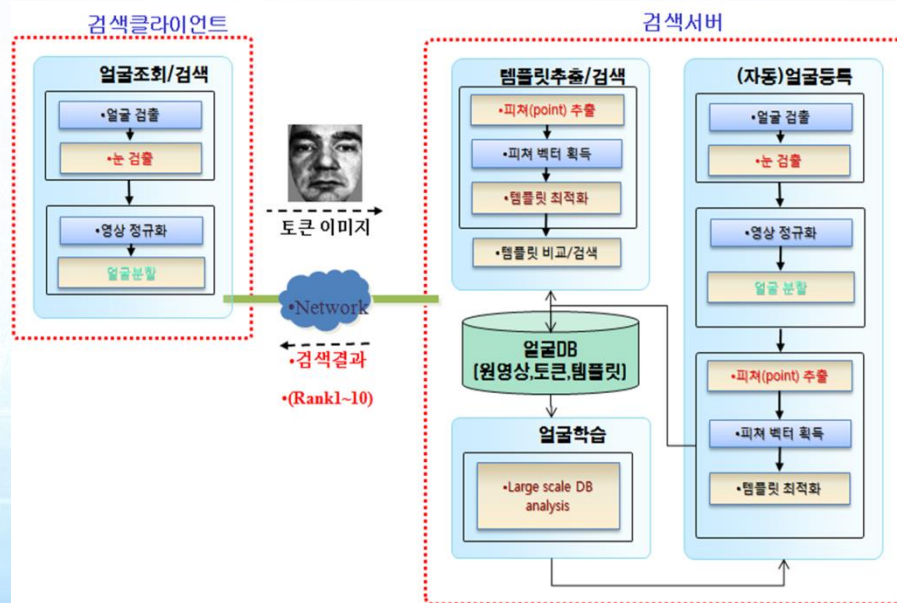 검색클라이언트
얼굴조회/검색
•얼굴 검출
•눈 검출
•영상 정규화
얼굴분할
토큰 이미지
•Network
•검색결과
•(Rank1~10)
검색서버
템플릿추출/검색
•피쳐(point) 추출
•피쳐 벡터 획득
•템플릿 최적화
•템플릿 비교/검색
얼굴DB
(원영상,토큰,템플릿)
얼굴학습
•Large scale DB
analysis
(자동)얼굴등록
•얼굴 검출
•눈 검출
•영상 정규화
얼굴 분할
•피쳐(point) 추출
•피쳐 벡터 획득
•템플릿 최적화